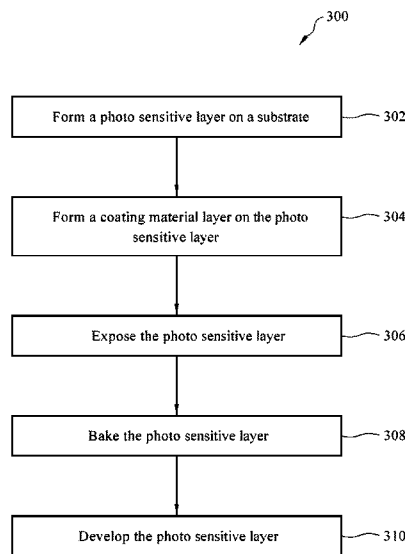 300
Form a photo sensitive layer on a substrate
302
Form a coating material layer on the photo
sensitive layer
304
Expose the photo sensitive layer
306
Bake the photo sensitive layer
308
Develop the photo sensitive layer
310